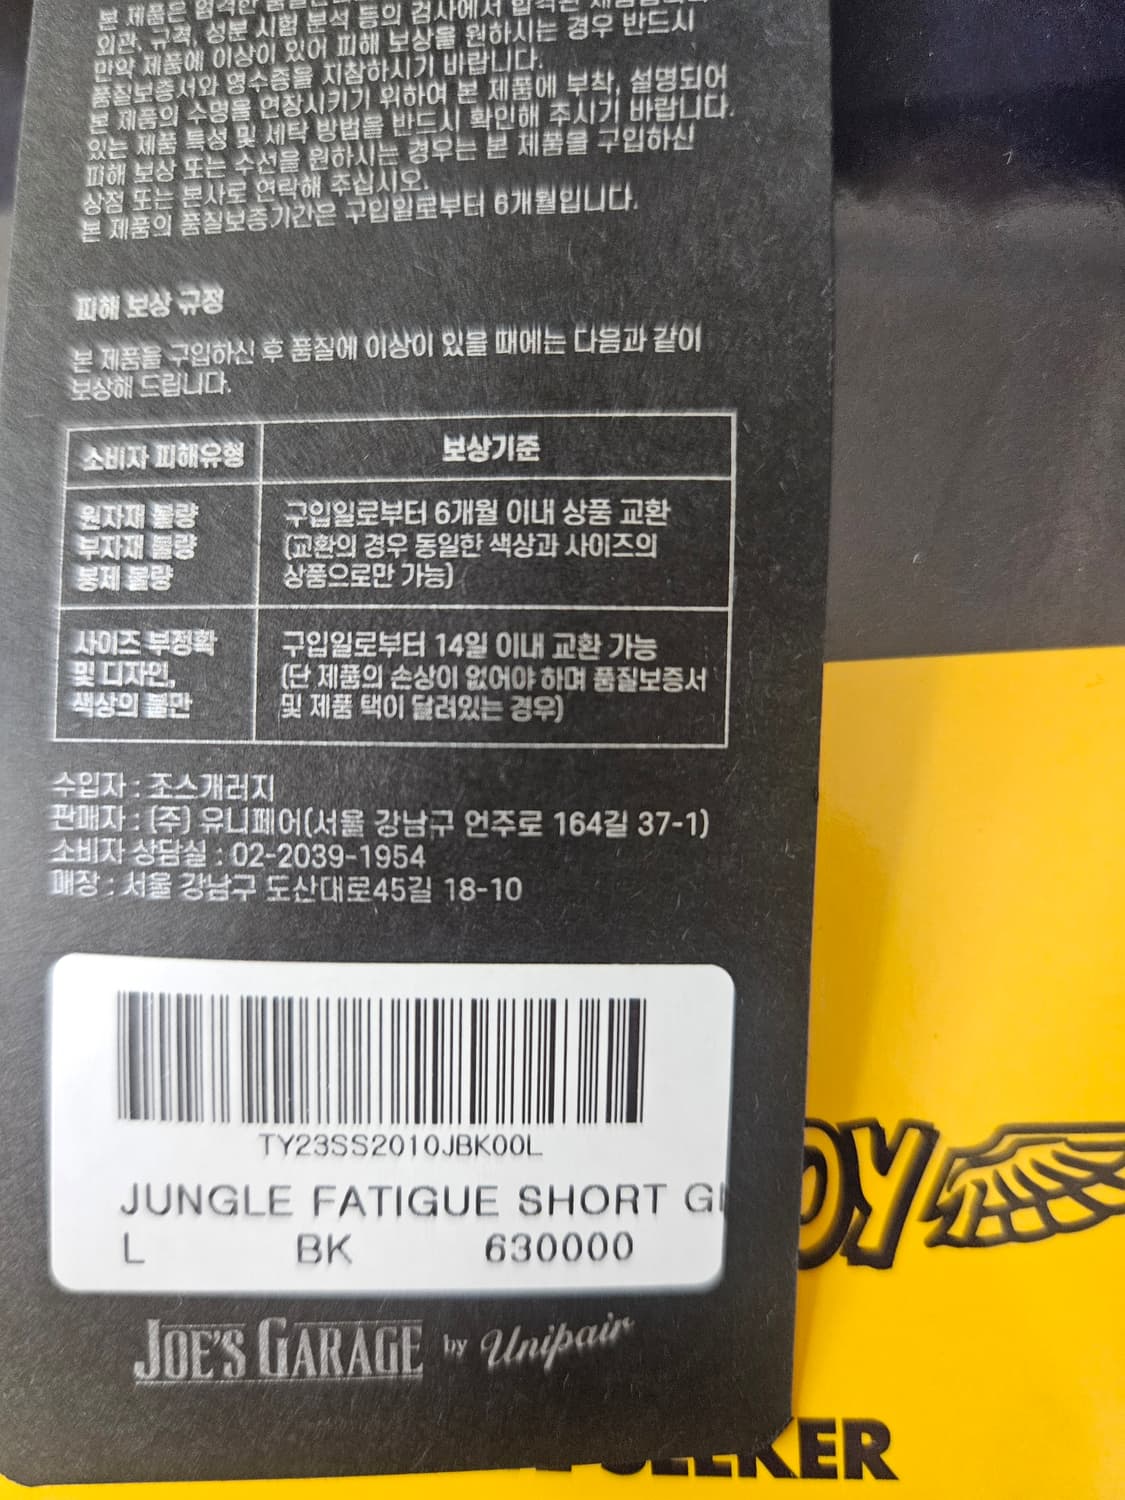 본 제품은 엄격한
외관, 규격, 성분 시험 분석 등의 검사에서 합격된
만약 제품에 이상이 있어 피해 보상을 원하시는 경우 반드시
품질보증서와 영수증을 지참하시기 바랍니다.
본 제품의 수명을 연장시키기 위하여 본 제품에 부착, 설명되어
있는 제품 특성 및 세탁 방법을 반드시 확인해 주시기 바랍니다.
피해 보상 또는 수선을 원하시는 경우는 본 제품을 구입하신
상점 또는 본사로 연락해 주십시오.
본 제품의 품질보증기간은 구입일로부터 6개월입니다.
피해 보상 규정
본 제품을 구입하신 후 품질에 이상이 있을 때에는 다음과 같이
보상해 드립니다.
소비자 피해유형
보상기준
원자재 불량
부자재 불량
봉제 불량
구입일로부터 6개월 이내 상품 교환
(교환의 경우 동일한 색상과 사이즈의
상품으로만 가능)
사이즈 부정확
및 디자인,
색상의 불만
구입일로부터 14일 이내 교환 가능
(단 제품의 손상이 없어야 하며 품질보증서
및 제품 택이 달려있는 경우)
수입자 : 조스개러지
판매자 : (주) 유니페어(서울 강남구 언주로 164길 37-1)
소비자 상담실 : 02-2039-1954
매장 : 서울 강남구 도산대로45길 18-10
TY23SS2010JBK00L
JUNGLE FATIGUE SHORT
L BK 630000
JOE'S GARAGE by Unipair
OY